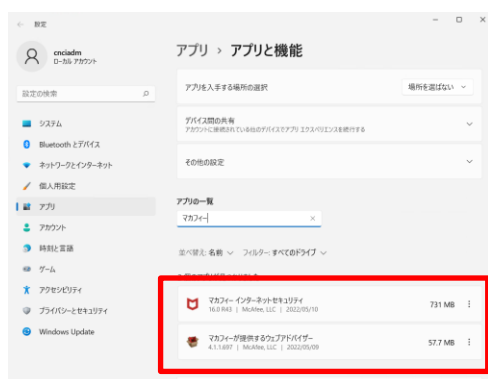 ← 設定
cnciadm
ローカル アカウント
設定の検索
システム
Bluetooth とデバイス
ネットワークとインターネット
個人用設定
アプリ
アカウント
時刻と言語
ゲーム
アクセシビリティ
プライバシーとセキュリティ
Windows Update
アプリ › アプリと機能
アプリを入手する場所の選択
場所を選ばない
デバイス間の共有
アカウントに接続されている他のデバイスでアプリ エクスペリエンスを続行する
その他の設定
アプリの一覧
マカフィー
並べ替え: 名前 フィルター: すべてのドライブ
マカフィー インターネットセキュリティ
16.0 R43 | McAfee, LLC | 2022/05/10
731 MB
マカフィーが提供するウェブアドバイザー
4.1.1.697 | McAfee, LLC | 2022/05/09
57.7 MB